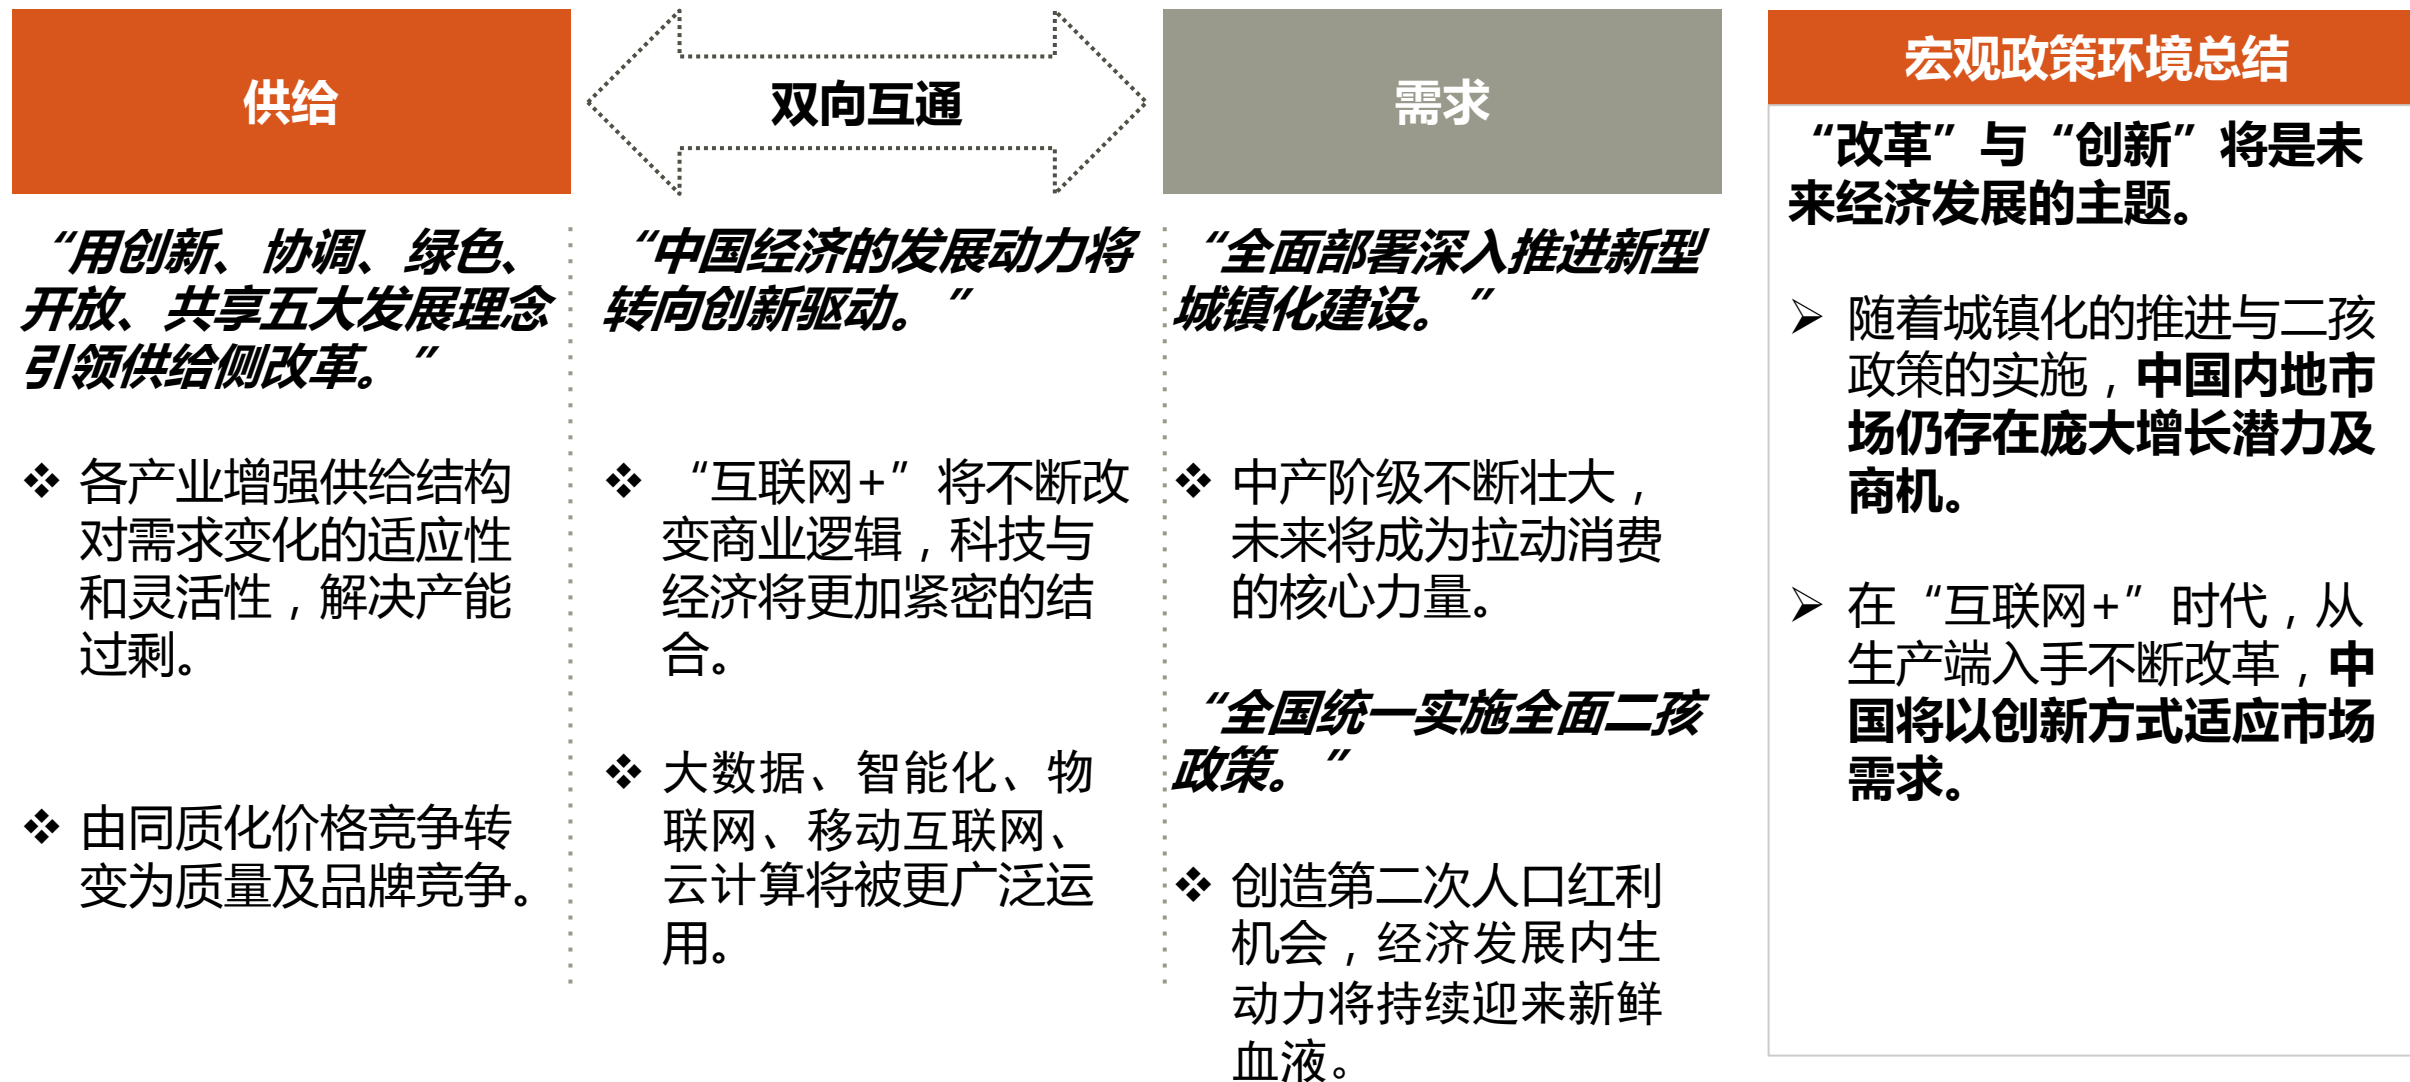 供给
“用创新、协调、绿色、
开放、共享五大发展理念
引领供给侧改革。”
各产业增强供给结构
对需求变化的适应性
和灵活性，解决产能
过剩。
由同质化价格竞争转
变为质量及品牌竞争。
双向互通
“中国经济的发展动力将
转向创新驱动。”
“互联网+”将不断改
变商业逻辑，科技与
经济将更加紧密的结
合。
大数据、智能化、物
联网、移动互联网、
云计算将被更广泛运
用。
需求
“全面部署深入推进新型
城镇化建设。”
中产阶级不断壮大，
未来将成为拉动消费
的核心力量。
“全国统一实施全面二孩
政策。”
创造第二次人口红利
机会，经济发展内生
动力将持续迎来新鲜
血液。
宏观政策环境总结
“改革”与“创新”将是未
来经济发展的主题。
随着城镇化的推进与二孩
政策的实施，中国内地市
场仍存在庞大增长潜力及
商机。
在“互联网+”时代，从
生产端入手不断改革，中
国将以创新方式适应市场
需求。